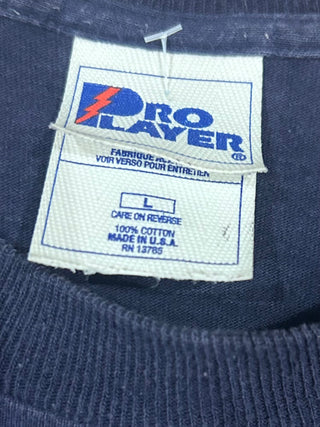 PRO
PLAYER®
VOIR VERSO POUR ENTRETIEN
L
CARE ON REVERSE
100% COTTON
MADE IN U.S.A.
RN 13765